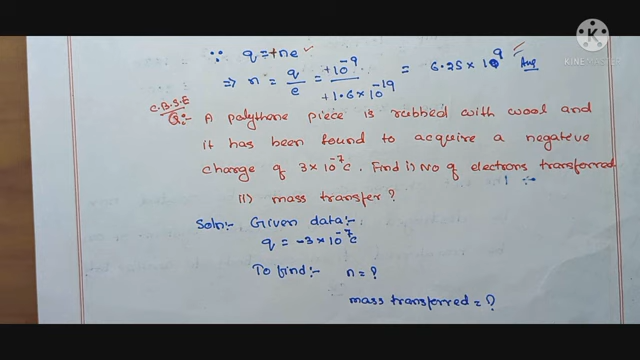 ∵ q = +ne ✓
⇒ n = q/e = +10⁻⁹/+1.6×10⁻¹⁹ = 6.25 × 10⁹ Ans
K
KINEMASTER
C.B.S.E
Q:- A polythene piece is rubbed with wool and
it has been found to acquire a negative
charge of 3×10⁻⁷c. Find i) No of electrons transferred
ii) mass transfer?
Soln:- Given data:-
q = -3×10⁻⁷c
To find:- n = ?
mass transferred = ?